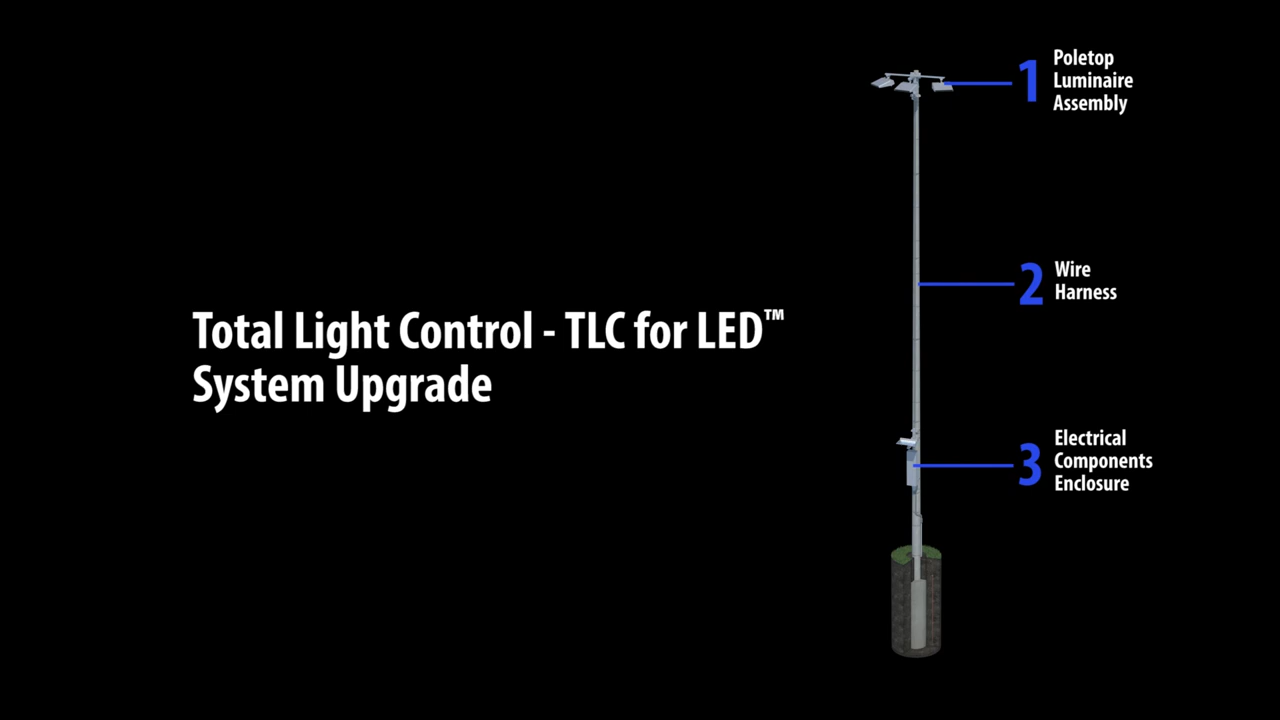 Total Light Control - TLC for LED™
System Upgrade
1
Poletop
Luminaire
Assembly
2
Wire
Harness
3
Electrical
Components
Enclosure